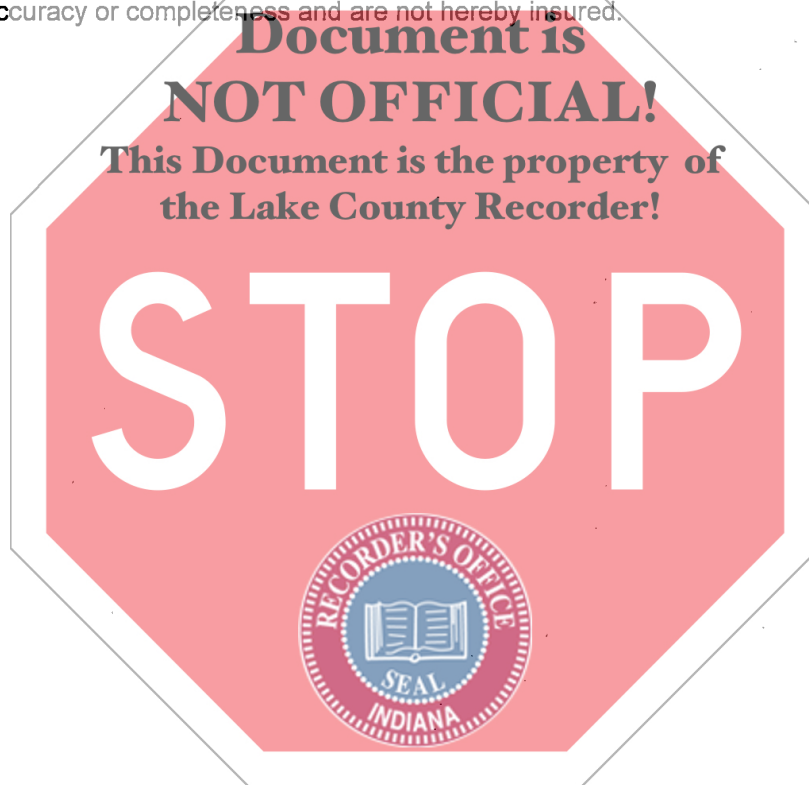 ccuracy or completeness and are not hereby insured.
Document is
NOT OFFICIAL!
This Document is the property of
the Lake County Recorder!
STOP
RECORDER'S OFFICE
SEAL
INDIANA